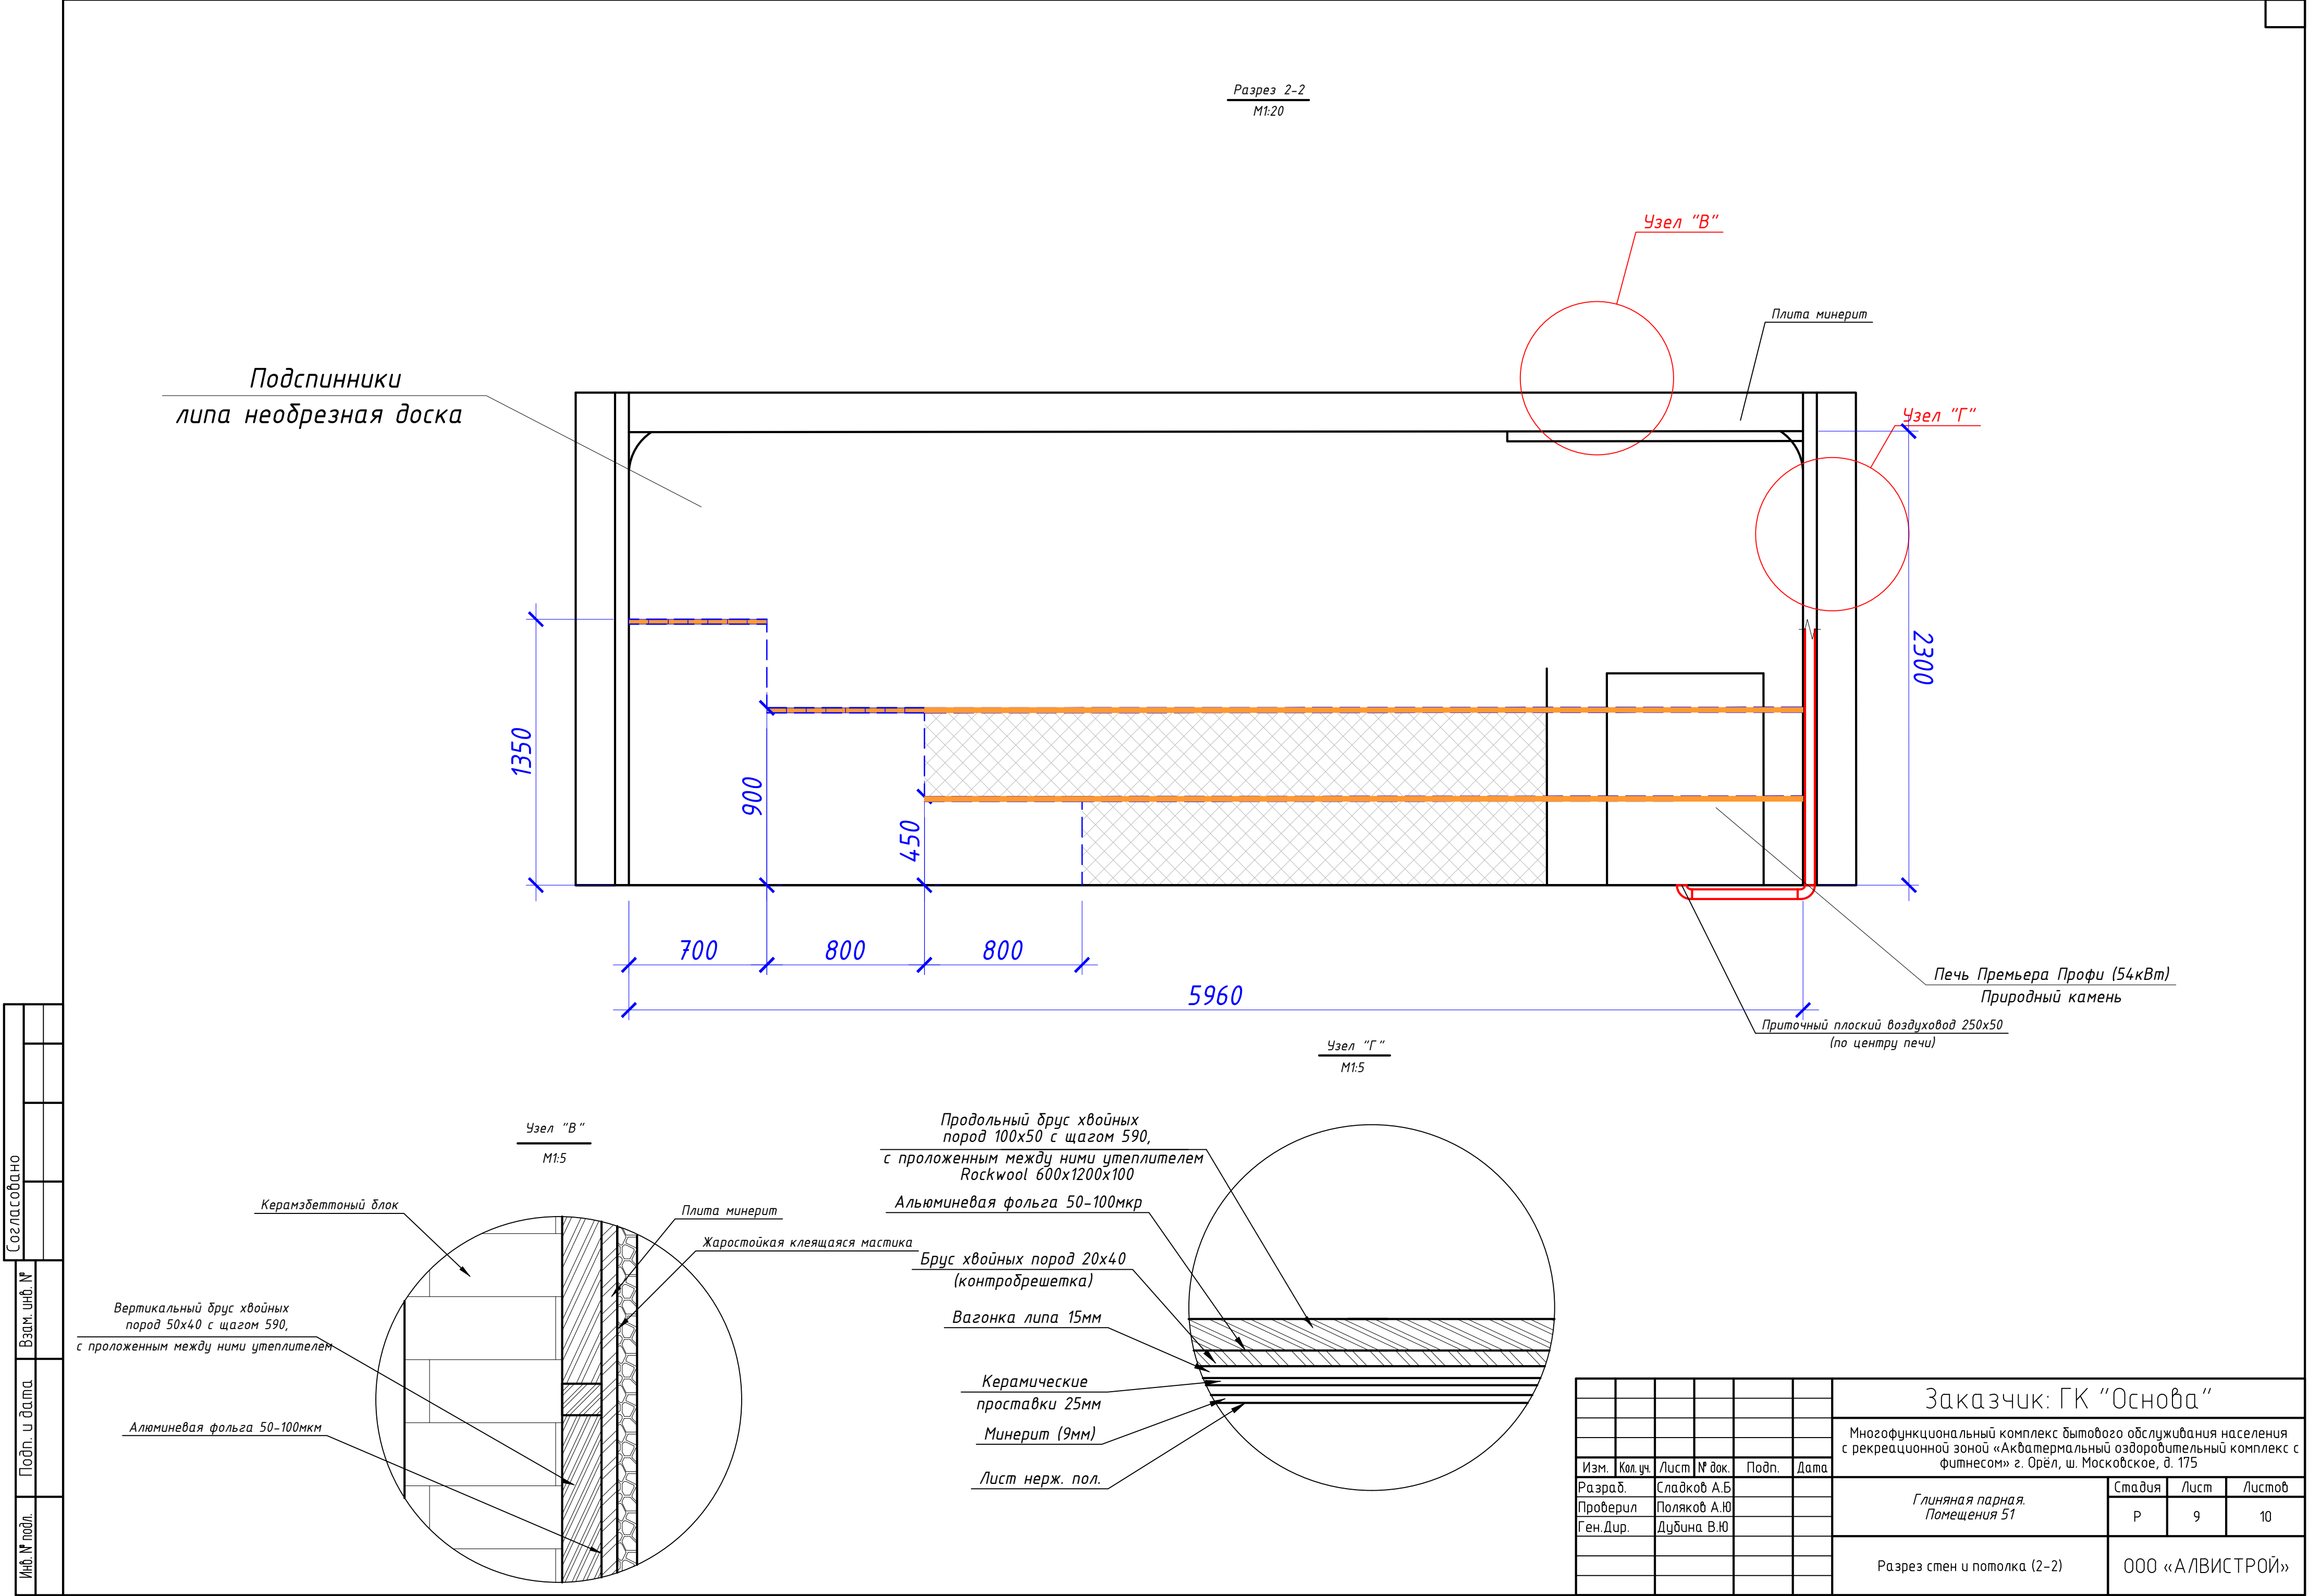 Разрез 2-2
М1:20
Узел "В"
Плита минерит
Узел "Г"
Подспинники
липа необрезная доска
1350
900
450
2300
700
800
800
5960
Печь Премьера Профи (54кВт)
Природный камень
Приточный плоский воздуховод 250х50
(по центру печи)
Узел "В"
М1:5
Керамзбеттоный блок
Плита минерит
Жаростойкая клеящаяся мастика
Вертикальный брус хвойных
пород 50х40 с щагом 590,
с проложенным между ними утеплителем
Алюминевая фольга 50-100мкм
Узел "Г"
М1:5
Продольный брус хвойных
пород 100х50 с щагом 590,
с проложенным между ними утеплителем
Rockwool 600х1200х100
Альюминевая фольга 50-100мкр
Брус хвойных пород 20х40
(контробрешетка)
Вагонка липа 15мм
Керамические
проставки 25мм
Минерит (9мм)
Лист нерж. пол.
Согласовано
Взам. инв. №
Подп. и дата
Инв. № подл.
Заказчик: ГК "Основа"
Многофункциональный комплекс бытового обслуживания населения
с рекреационной зоной «Акватермальный оздоровительный комплекс с
фитнесом» г. Орёл, ш. Московское, д. 175
Изм. Кол. уч. Лист № док. Подп. Дата
Разраб. Сладков А.Б
Проверил Поляков А.Ю
Ген.Дир. Дубина В.Ю
Глиняная парная.
Помещения 51
Стадия Лист Листов
Р 9 10
Разрез стен и потолка (2-2)
ООО «АЛВИСТРОЙ»